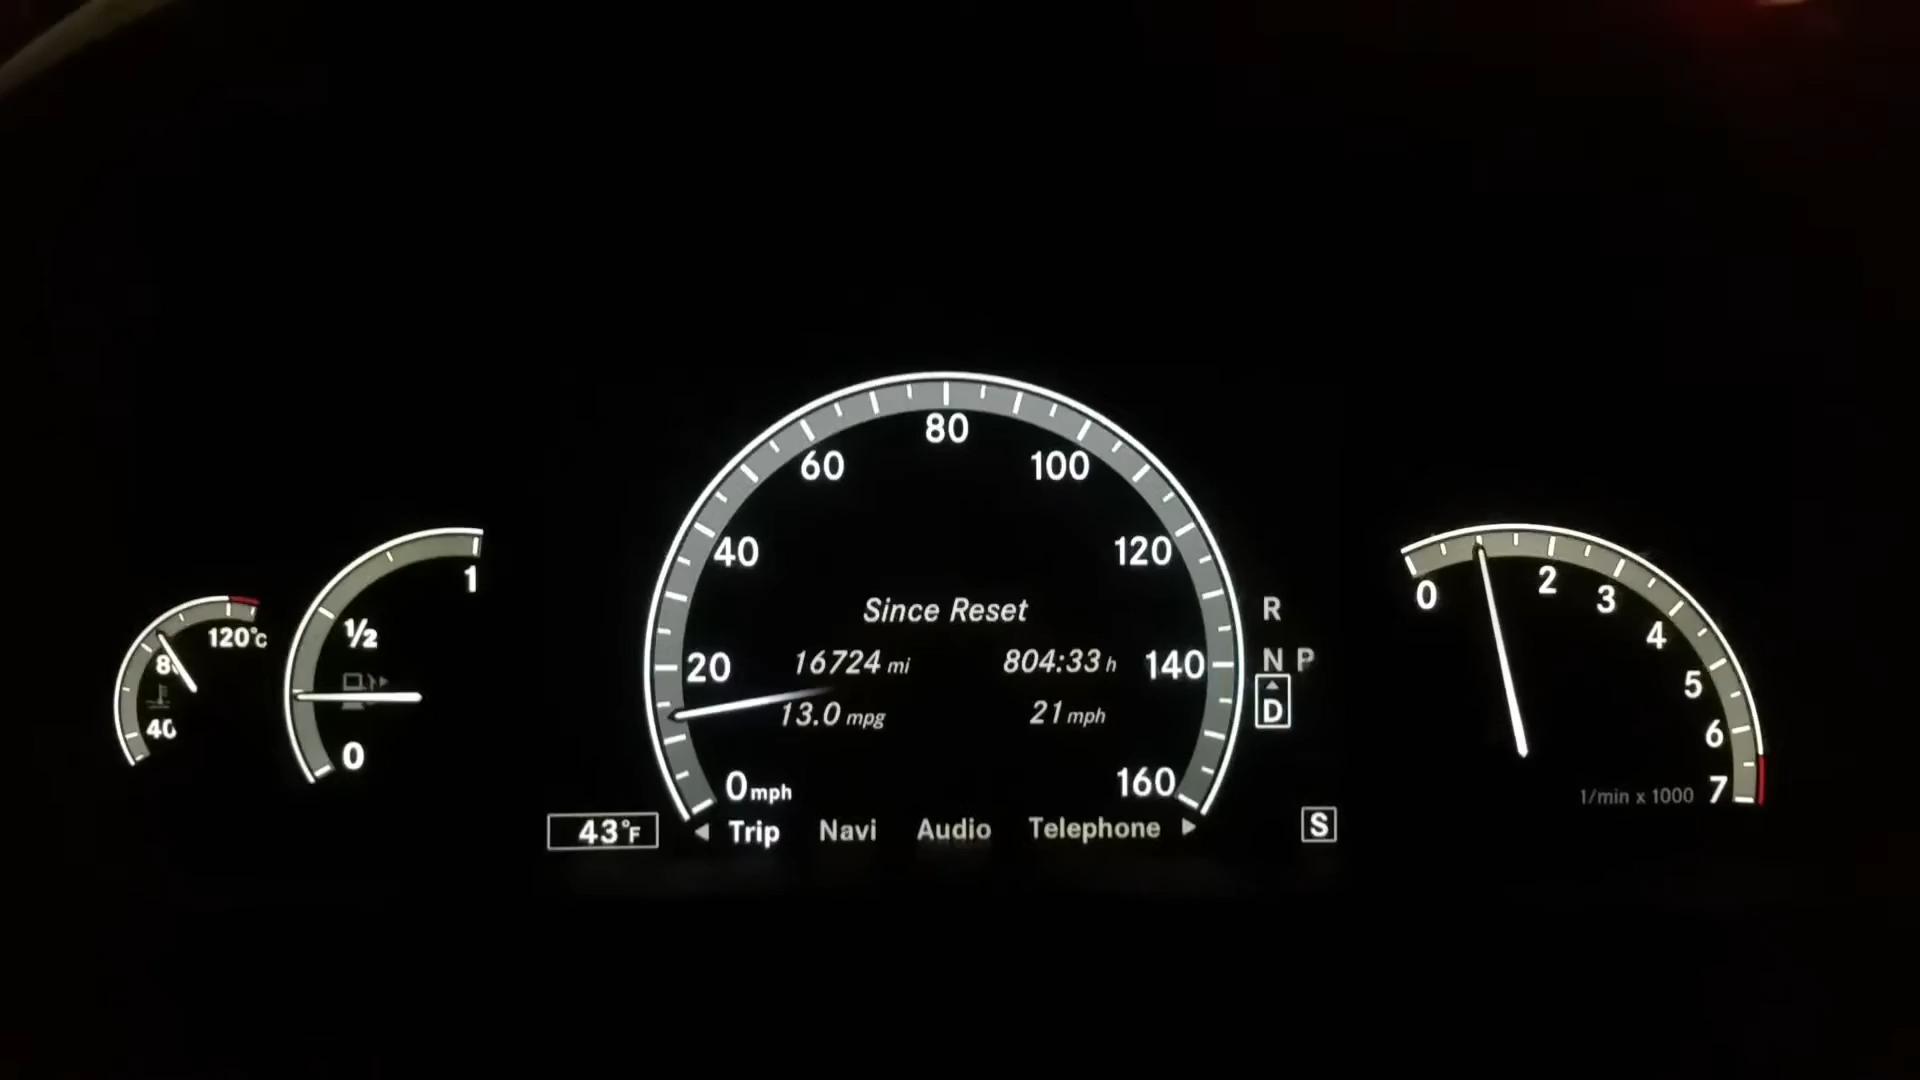 80
60 100
40 120
Since Reset
16724 mi 804:33 h
20 140
13.0 mpg 21 mph
0 mph 160
43°F
Trip Navi Audio Telephone
R
N P
D
S
120°C
40
1
½
0
0 2 3 4 5 6 7
1/min x 1000